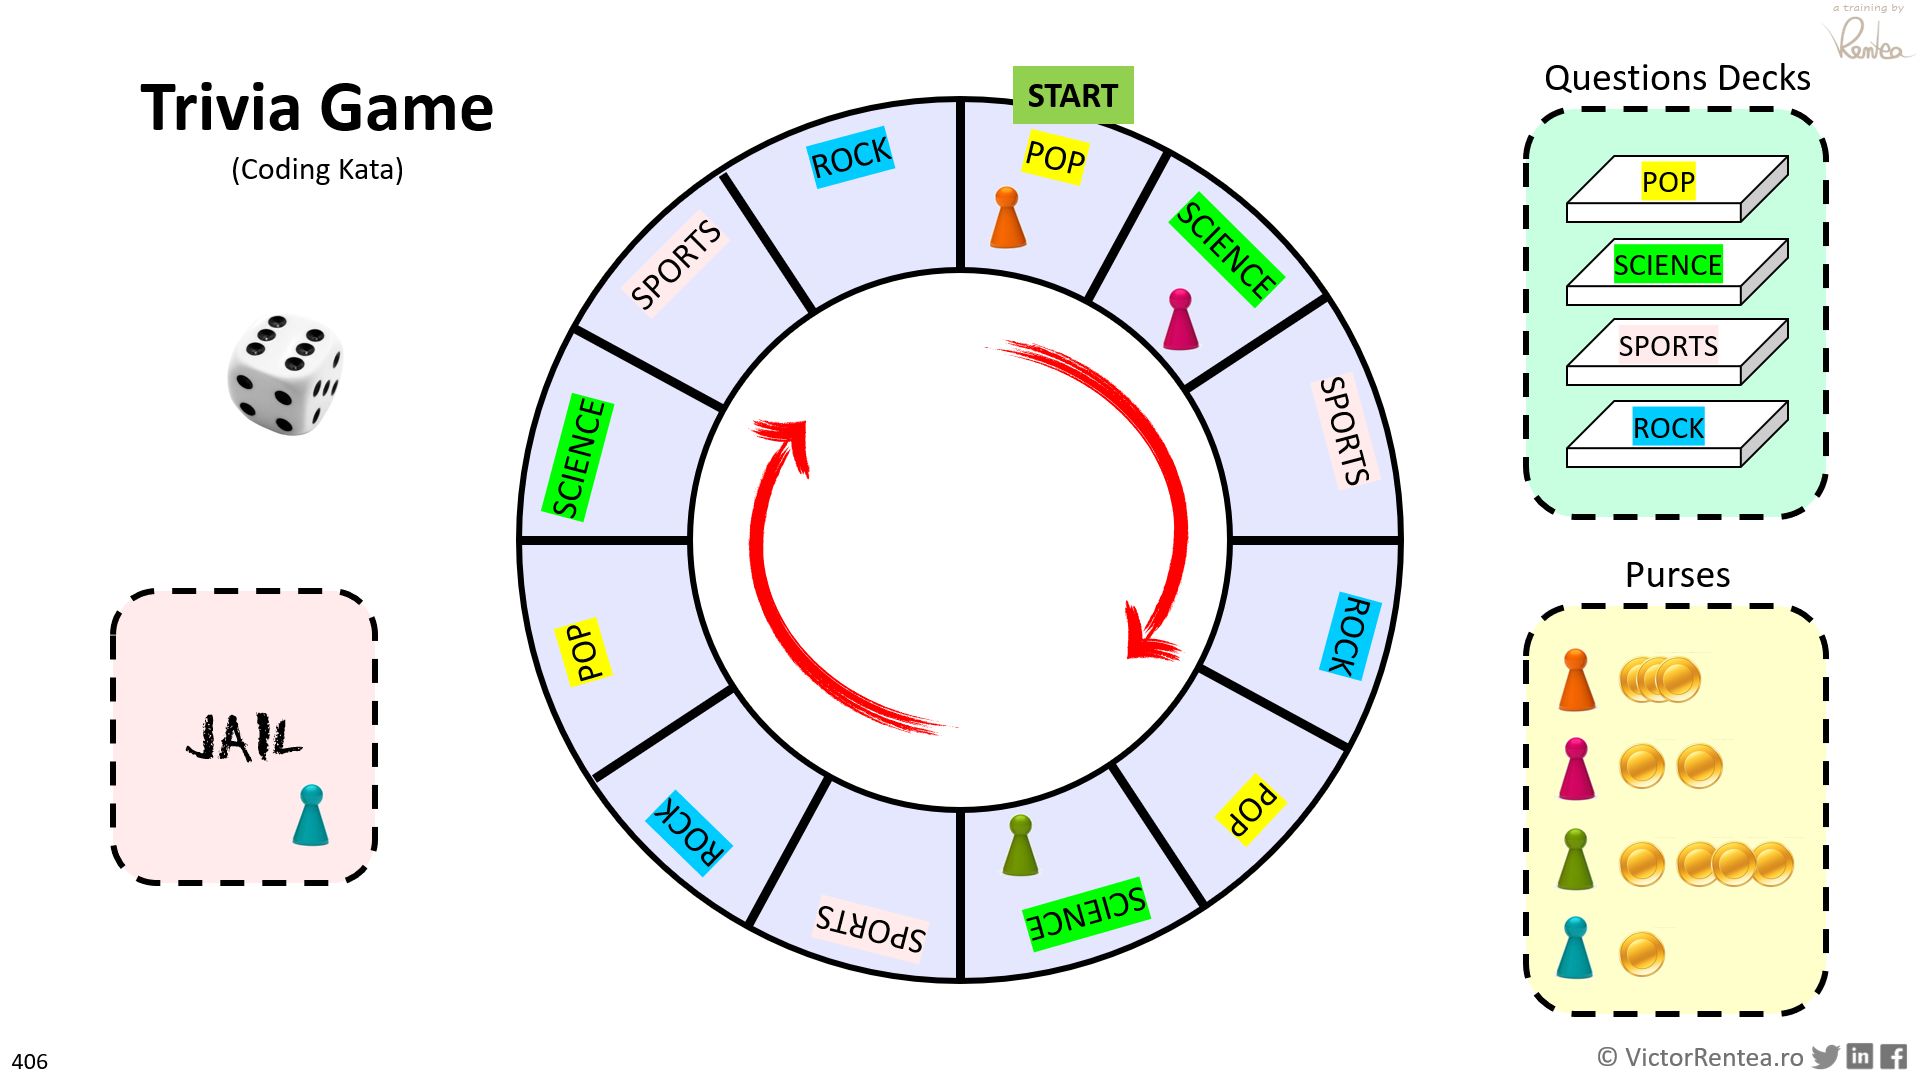 a training by
Rentea
Trivia Game
(Coding Kata)
START
POP
SCIENCE
SPORTS
ROCK
POP
SCIENCE
SPORTS
ROCK
POP
SCIENCE
SPORTS
ROCK
JAIL
Questions Decks
POP
SCIENCE
SPORTS
ROCK
Purses
406
© VictorRentea.ro